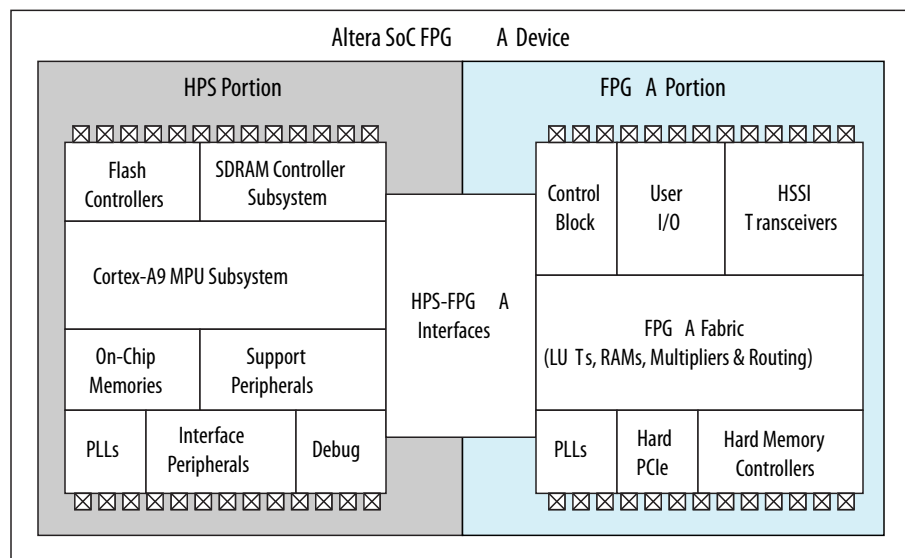 Altera SoC FPG A Device
HPS Portion
FPG A Portion
Flash
Controllers
SDRAM Controller
Subsystem
Cortex-A9 MPU Subsystem
On-Chip
Memories
Support
Peripherals
PLLs
Interface
Peripherals
Debug
HPS-FPG A
Interfaces
Control
Block
User
I/O
HSSI
T ransceivers
FPG A Fabric
(LU Ts, RAMs, Multipliers & Routing)
PLLs
Hard
PCIe
Hard Memory
Controllers